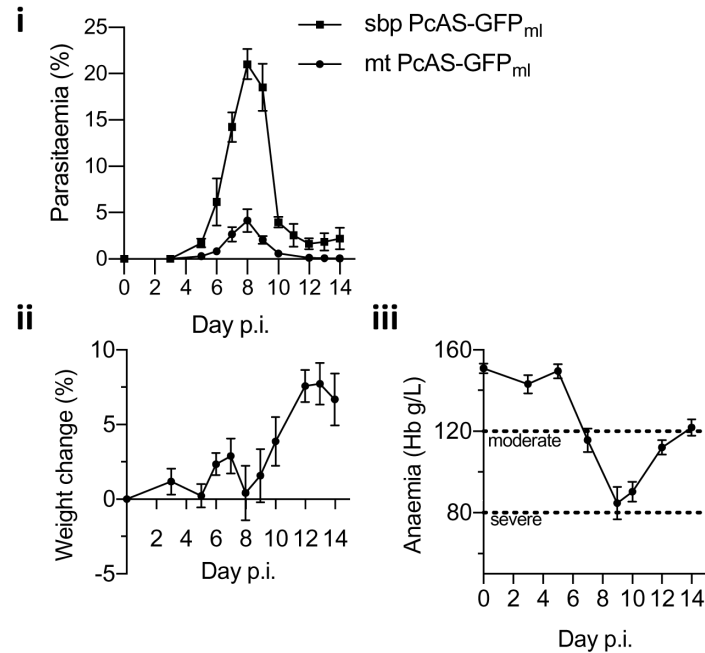 i
sbp PcAS-GFPml
mt PcAS-GFPml
Parasitaemia (%)
25
20
15
10
5
0
0 2 4 6 8 10 12 14
Day p.i.
ii
Weight change (%)
10
5
0
-5
2 4 6 8 10 12 14
Day p.i.
iii
Anaemia (Hb g/L)
160
120
80
moderate
severe
0 2 4 6 8 10 12 14
Day p.i.